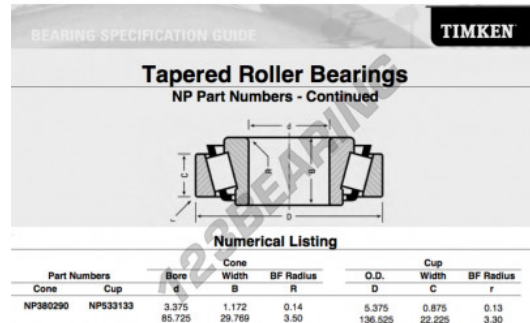 BEARING SPECIFICATION GUIDE
TIMKEN
Tapered Roller Bearings
NP Part Numbers - Continued
d
C
R
B
r
D
123BEARING
Numerical Listing
Cone Cup
Part Numbers Bore Width BF Radius O.D. Width BF Radius
Cone Cup d B R D C r
NP380290 NP533133 3.375 1.172 0.14 5.375 0.875 0.13
85.725 29.769 3.50 136.525 22.225 3.30